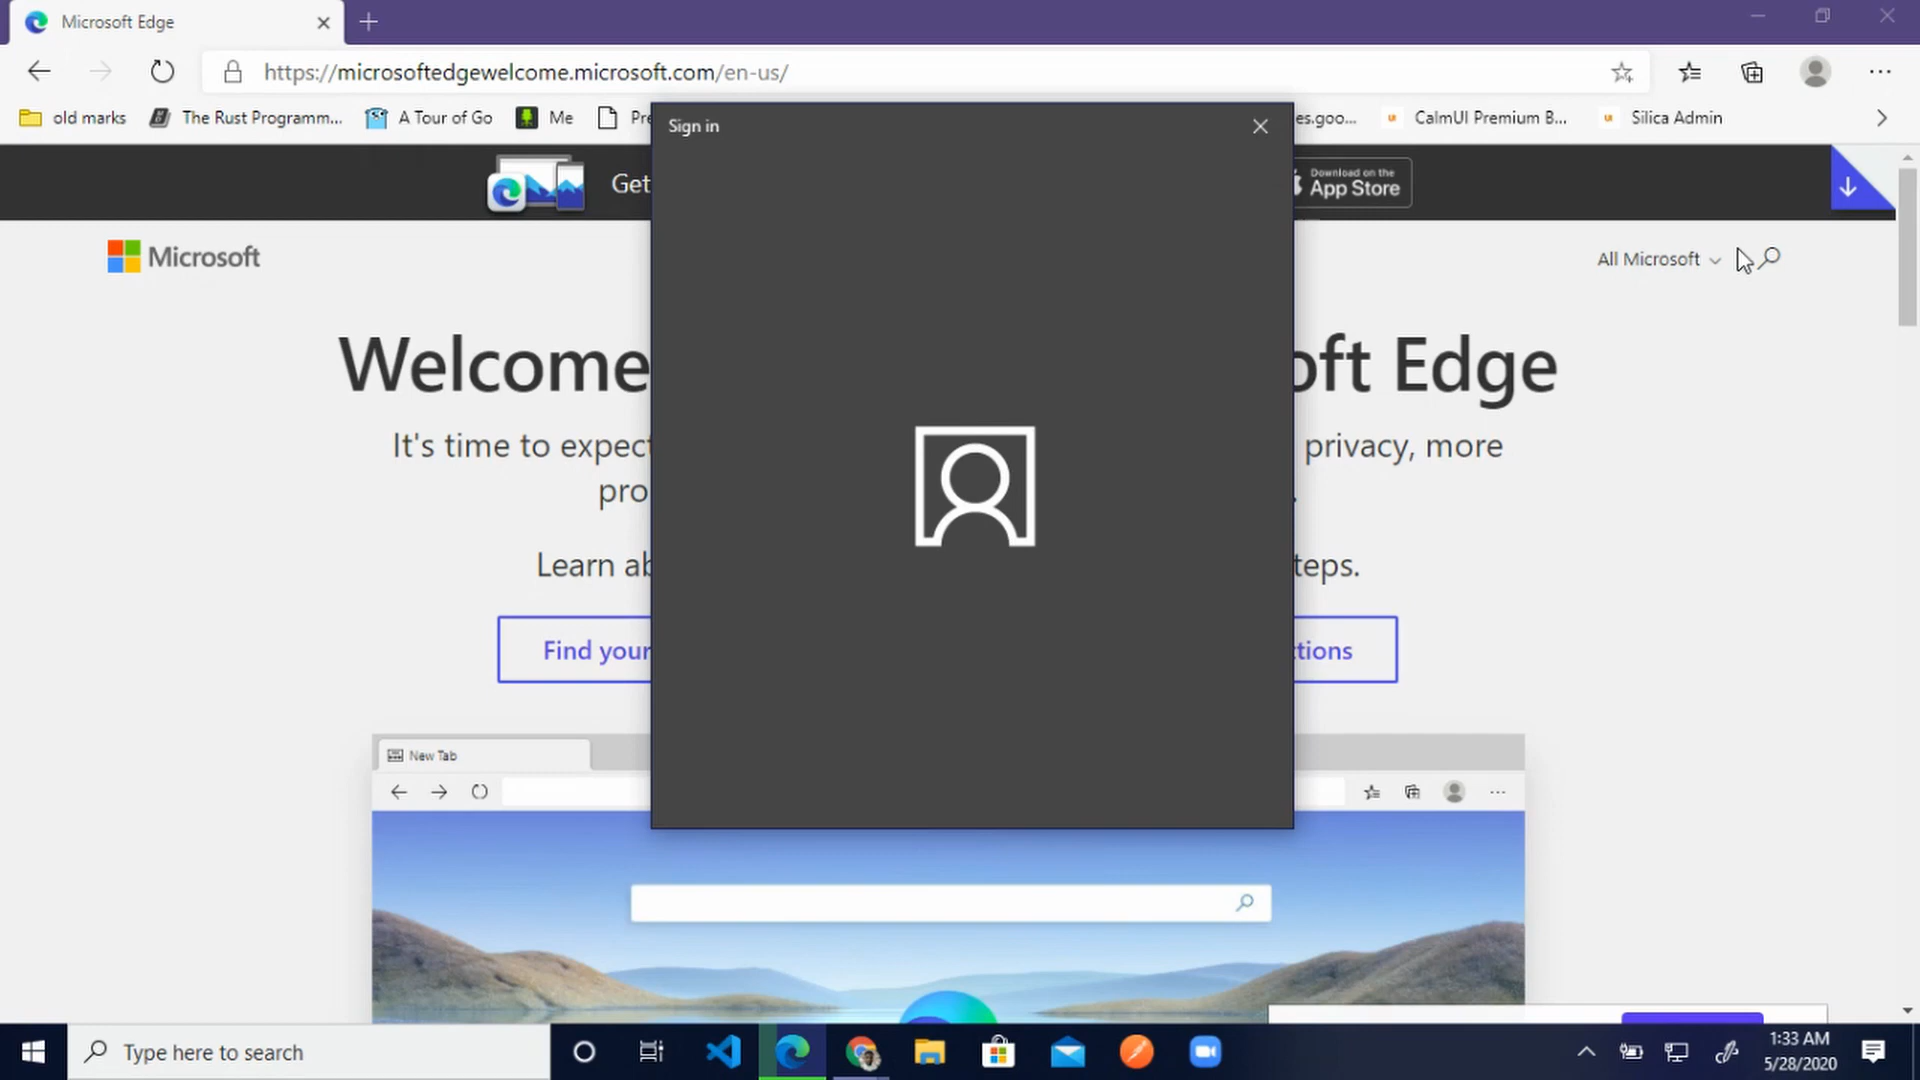 Microsoft Edge
https://microsoftedgewelcome.microsoft.com/en-us/
old marks
The Rust Programm...
A Tour of Go
Me
Pre
es.goo...
CalmUI Premium B...
Silica Admin
Sign in
Get
Download on the
App Store
Microsoft
All Microsoft
Welcome
oft Edge
It's time to expect
privacy, more
pro
Learn ab
teps.
Find your
ctions
New Tab
Type here to search
1:33 AM
5/28/2020